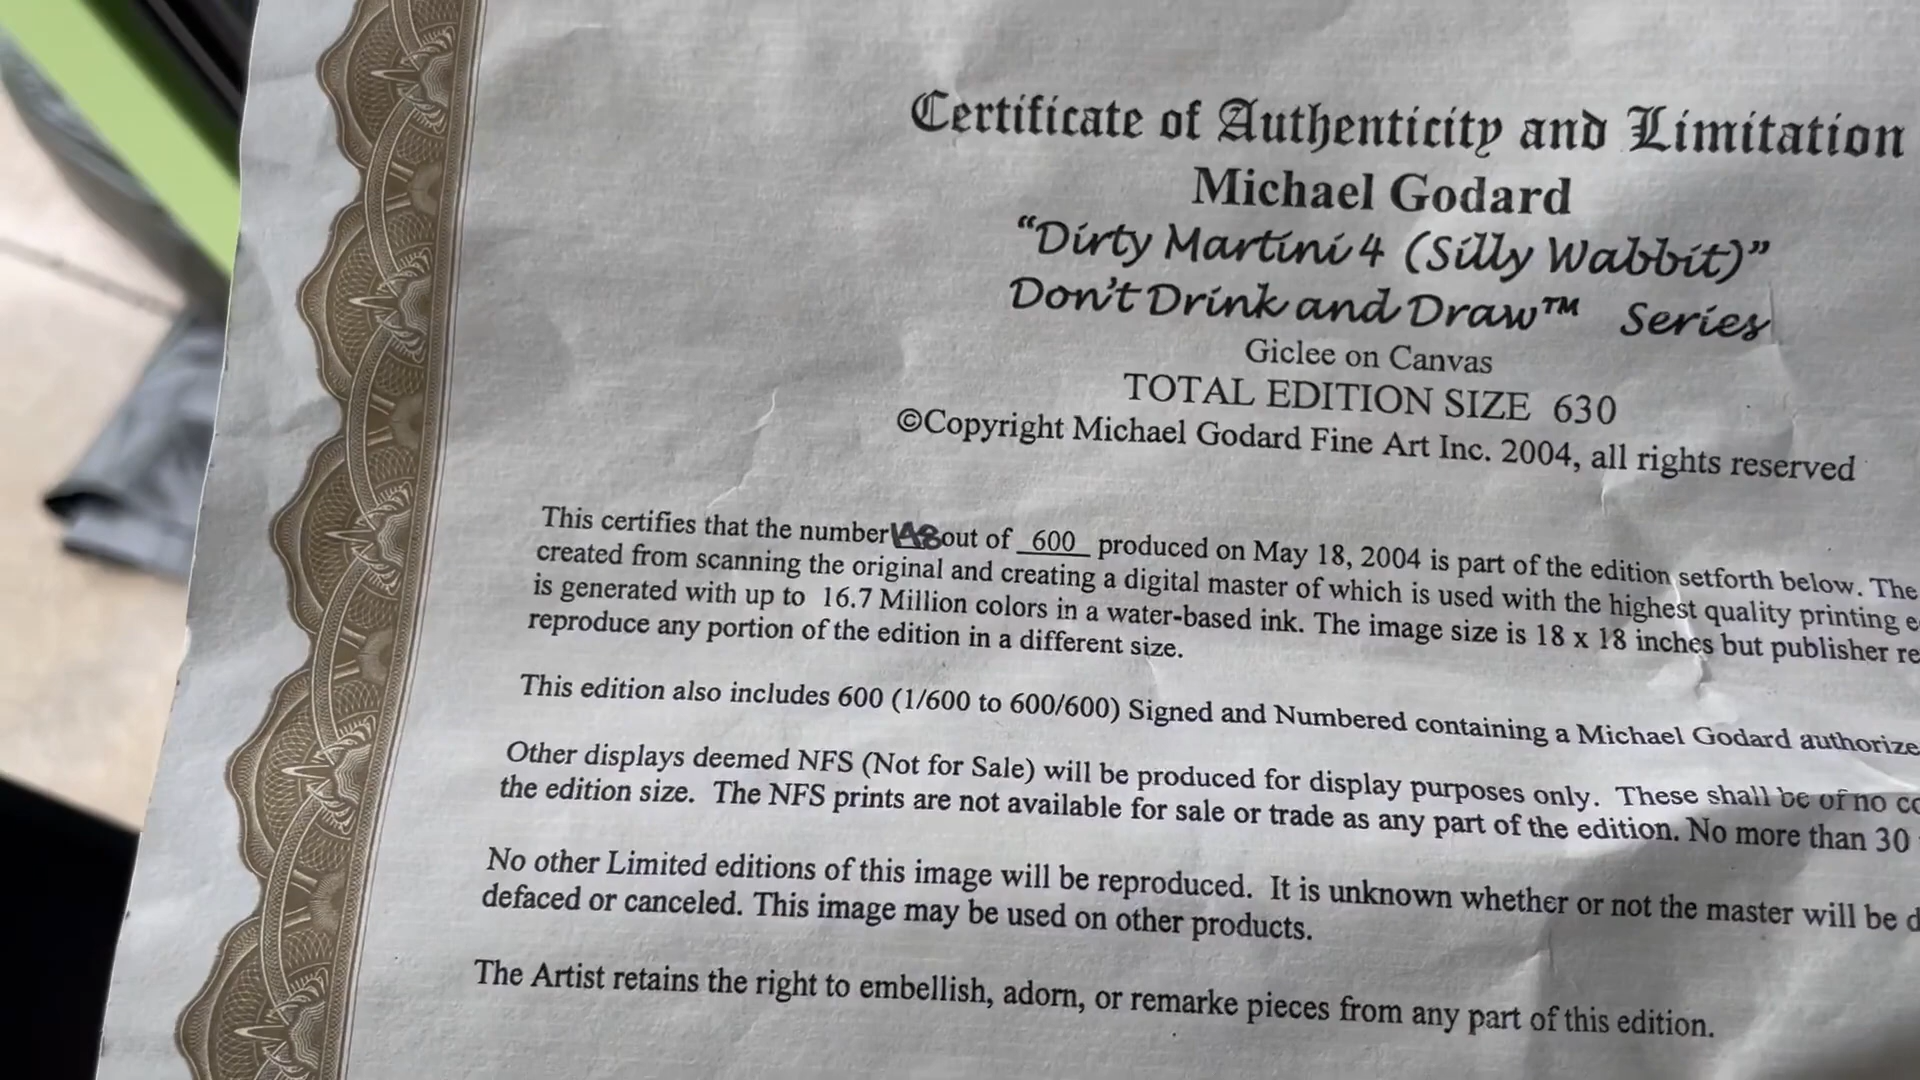 Certificate of Authenticity and Limitation
Michael Godard
“Dirty Martini 4 (Silly Wabbit)”
Don't Drink and Draw™ Series
Giclee on Canvas
TOTAL EDITION SIZE 630
©Copyright Michael Godard Fine Art Inc. 2004, all rights reserved
This certifies that the number 148 out of 600 produced on May 18, 2004 is part of the edition setforth below. The
created from scanning the original and creating a digital master of which is used with the highest quality printing
is generated with up to 16.7 Million colors in a water-based ink. The image size is 18 x 18 inches but publisher
reproduce any portion of the edition in a different size.
This edition also includes 600 (1/600 to 600/600) Signed and Numbered containing a Michael Godard
Other displays deemed NFS (Not for Sale) will be produced for display purposes only. These shall be of no
the edition size. The NFS prints are not available for sale or trade as any part of the edition. No more than 30
No other Limited editions of this image will be reproduced. It is unknown whether or not the master will be
defaced or canceled. This image may be used on other products.
The Artist retains the right to embellish, adorn, or remarke pieces from any part of this edition.